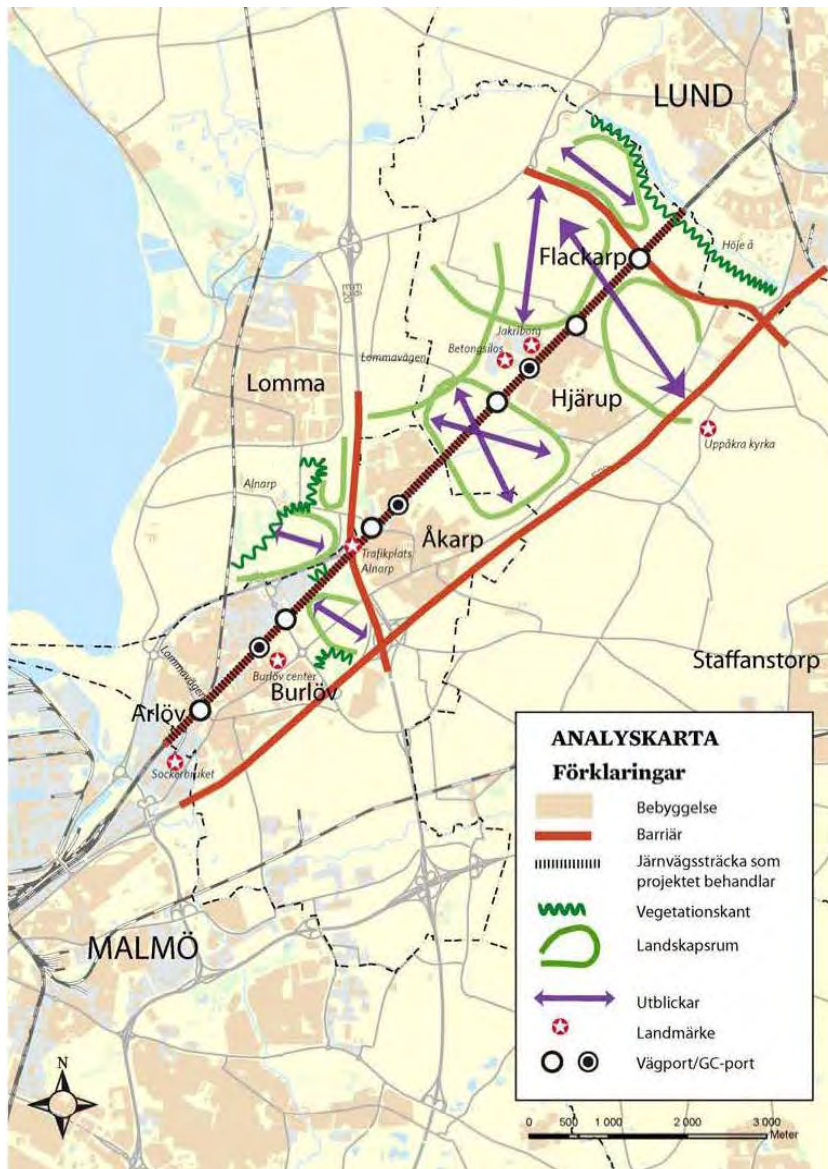 LUND
Höje å
Flackarp
E6
E20
Jakriborg
Betongsilos
Lommavägen
Lomma
Hjärup
Uppåkra kyrka
Alnarp
Åkarp
Trafikplats
Alnarp
Lommavägen
Burlöv center
Burlöv
Staffanstorp
Arlöv
Sockerbruket
MALMÖ
N
ANALYSKARTA
Förklaringar
Bebyggelse
Barriär
Järnvägssträcka som
projektet behandlar
Vegetationskant
Landskapsrum
Utblickar
Landmärke
Vägport/GC-port
0 500 1 000 2 000 3 000
Meter